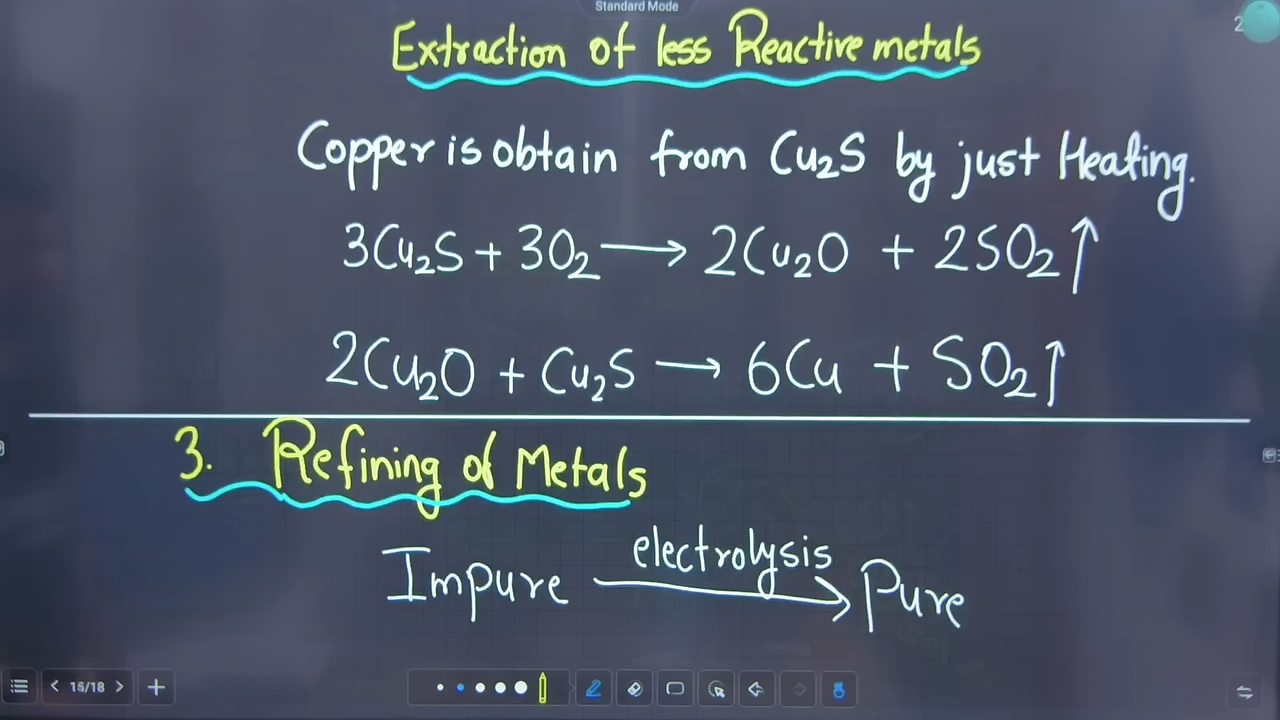 Standard Mode
2
Extraction of less Reactive metals
Copper is obtain from Cu₂S by just Heating.
3Cu₂S + 3O₂ ⟶ 2Cu₂O + 2SO₂↑
2Cu₂O + Cu₂S ⟶ 6Cu + SO₂↑
3. Refining of Metals
electrolysis
Impure ⟶ Pure
< 15/18 > +